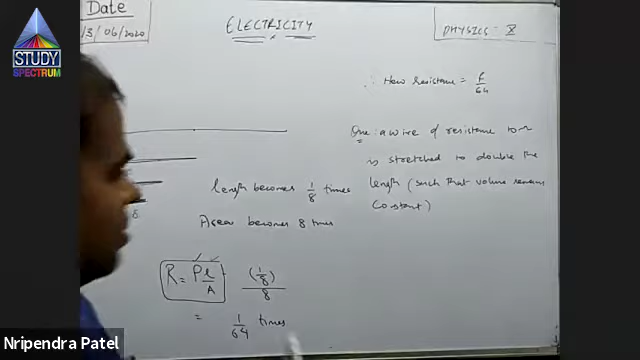 Date
13/06/2020
STUDY
SPECTRUM
ELECTRICITY
PHYSICS - X
∴ New resistance = R/64
Que: a wire of resistance 10Ω
is stretched to double the
length (such that volume remains
constant)
length becomes 1/8 times
Area becomes 8 times
R = ρl/A (1/8)/8
= 1/64 times
Nripendra Patel